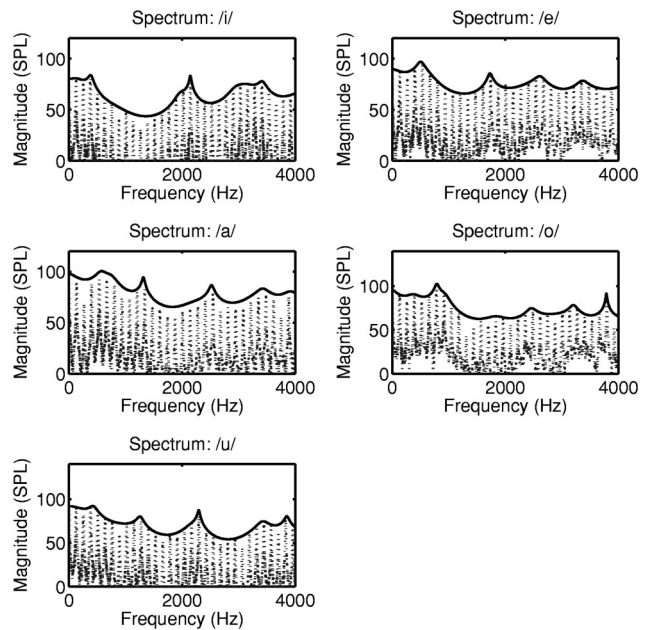 Spectrum: /i/
Magnitude (SPL)
100
50
0
0 2000 4000
Frequency (Hz)
Spectrum: /e/
Magnitude (SPL)
100
50
0
0 2000 4000
Frequency (Hz)
Spectrum: /a/
Magnitude (SPL)
100
50
0
0 2000 4000
Frequency (Hz)
Spectrum: /o/
Magnitude (SPL)
100
50
0
0 2000 4000
Frequency (Hz)
Spectrum: /u/
Magnitude (SPL)
100
50
0
0 2000 4000
Frequency (Hz)